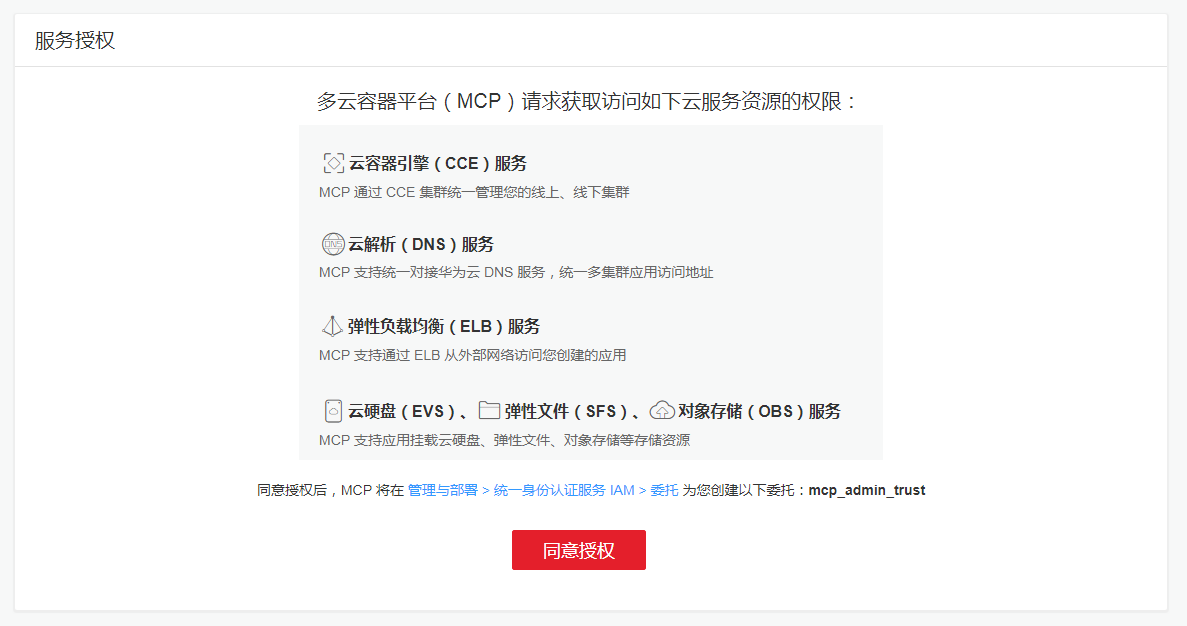 服务授权
多云容器平台（MCP）请求获取访问如下云服务资源的权限：
云容器引擎（CCE）服务
MCP 通过 CCE 集群统一管理您的线上、线下集群
DNS 云解析（DNS）服务
MCP 支持统一对接华为云 DNS 服务，统一多集群应用访问地址
弹性负载均衡（ELB）服务
MCP 支持通过 ELB 从外部网络访问您创建的应用
云硬盘（EVS）、弹性文件（SFS）、对象存储（OBS）服务
MCP 支持应用挂载云硬盘、弹性文件、对象存储等存储资源
同意授权后，MCP 将在 管理与部署 > 统一身份认证服务 IAM > 委托 为您创建以下委托：mcp_admin_trust
同意授权